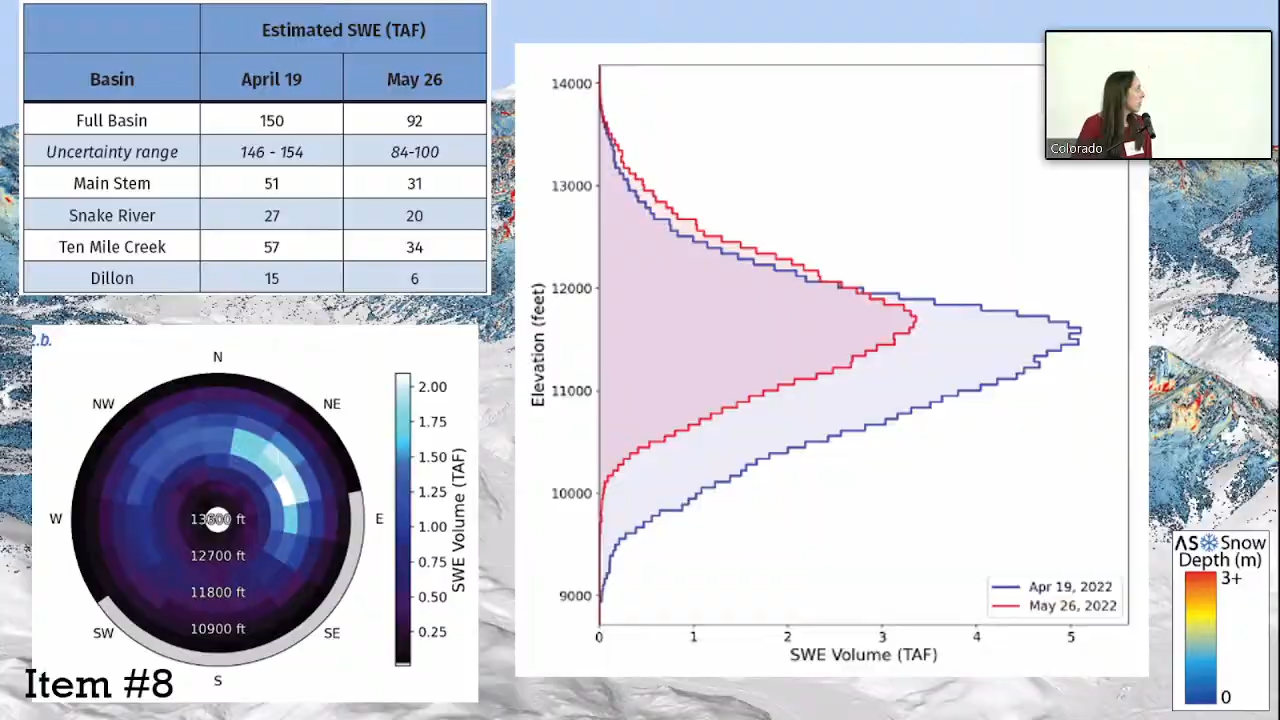 Estimated SWE (TAF)
Basin April 19 May 26
Full Basin 150 92
Uncertainty range 146 - 154 84-100
Main Stem 51 31
Snake River 27 20
Ten Mile Creek 57 34
Dillon 15 6
2.b.
N
NW NE
W E
SW SE
S
13600 ft
12700 ft
11800 ft
10900 ft
2.00
1.75
1.50
1.25
1.00
0.75
0.50
0.25
SWE Volume (TAF)
Item #8
14000
13000
12000
11000
10000
9000
Elevation (feet)
0 1 2 3 4 5
SWE Volume (TAF)
Apr 19, 2022
May 26, 2022
Colorado
ASO Snow
Depth (m)
3+
0